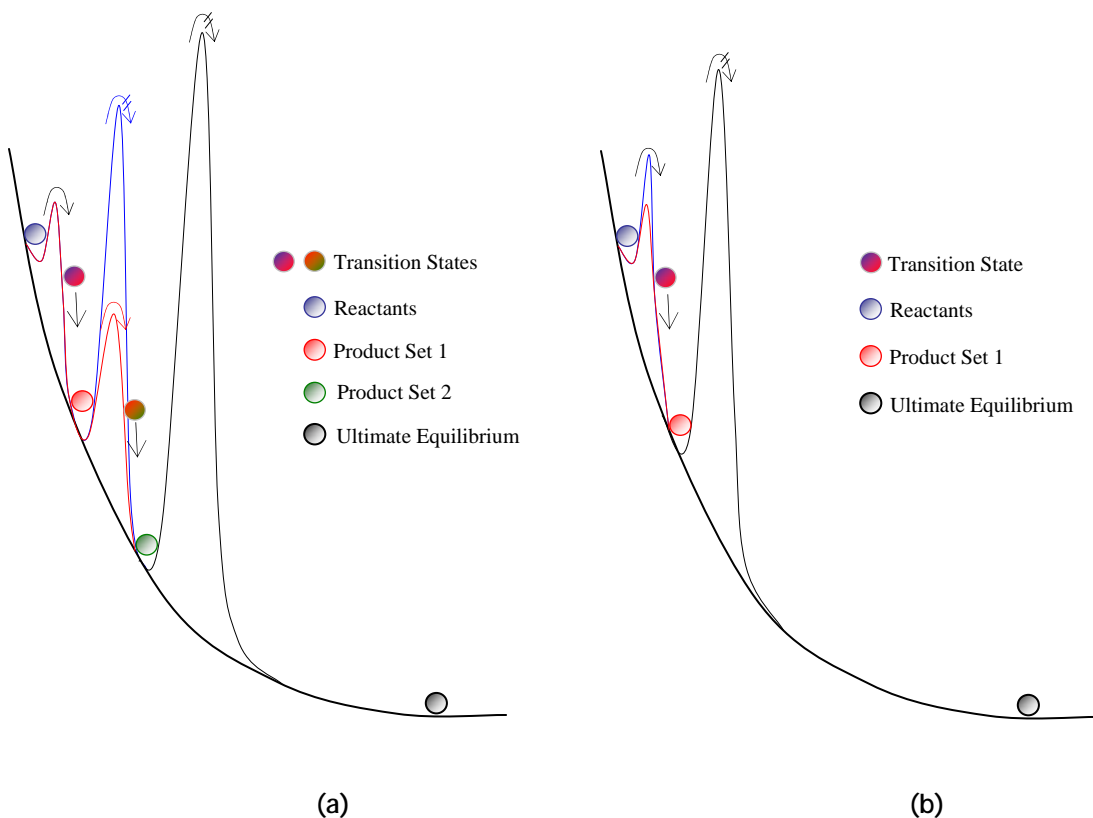 Transition States
Reactants
Product Set 1
Product Set 2
Ultimate Equilibrium
(a)
Transition State
Reactants
Product Set 1
Ultimate Equilibrium
(b)